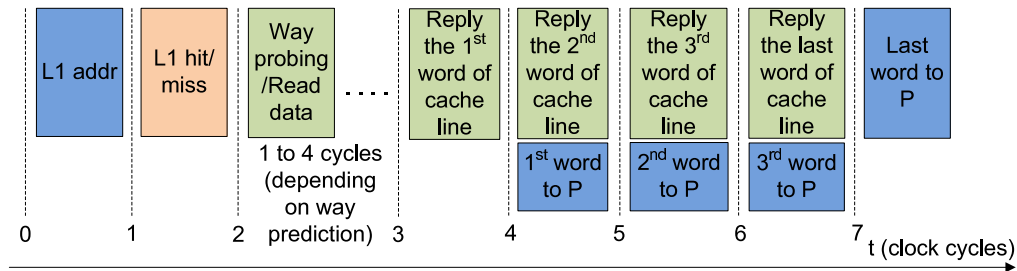 L1 addr
L1 hit/
miss
Way
probing
/Read
data
1 to 4 cycles
(depending
on way
prediction)
.....
Reply
the 1st
word of
cache
line
Reply
the 2nd
word of
cache
line
1st word
to P
Reply
the 3rd
word of
cache
line
2nd word
to P
Reply
the last
word of
cache
line
3rd word
to P
Last
word to
P
0 1 2 3 4 5 6 7
t (clock cycles)